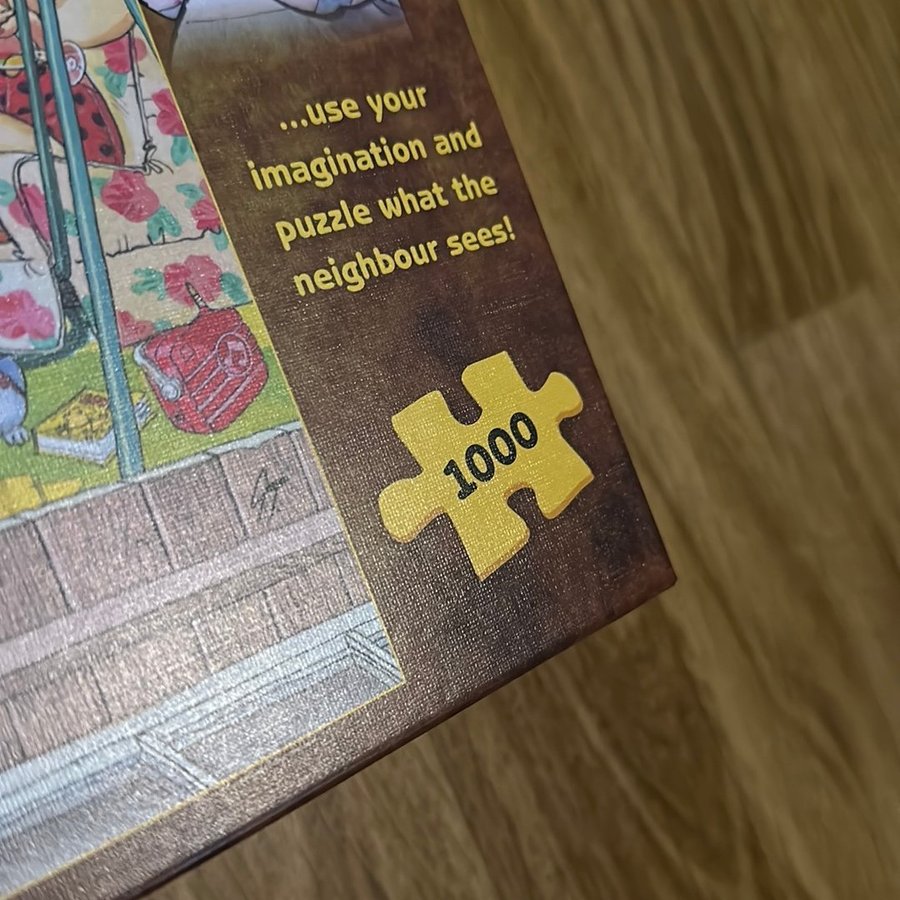 ...use your
imagination and
puzzle what the
neighbour sees!
1000